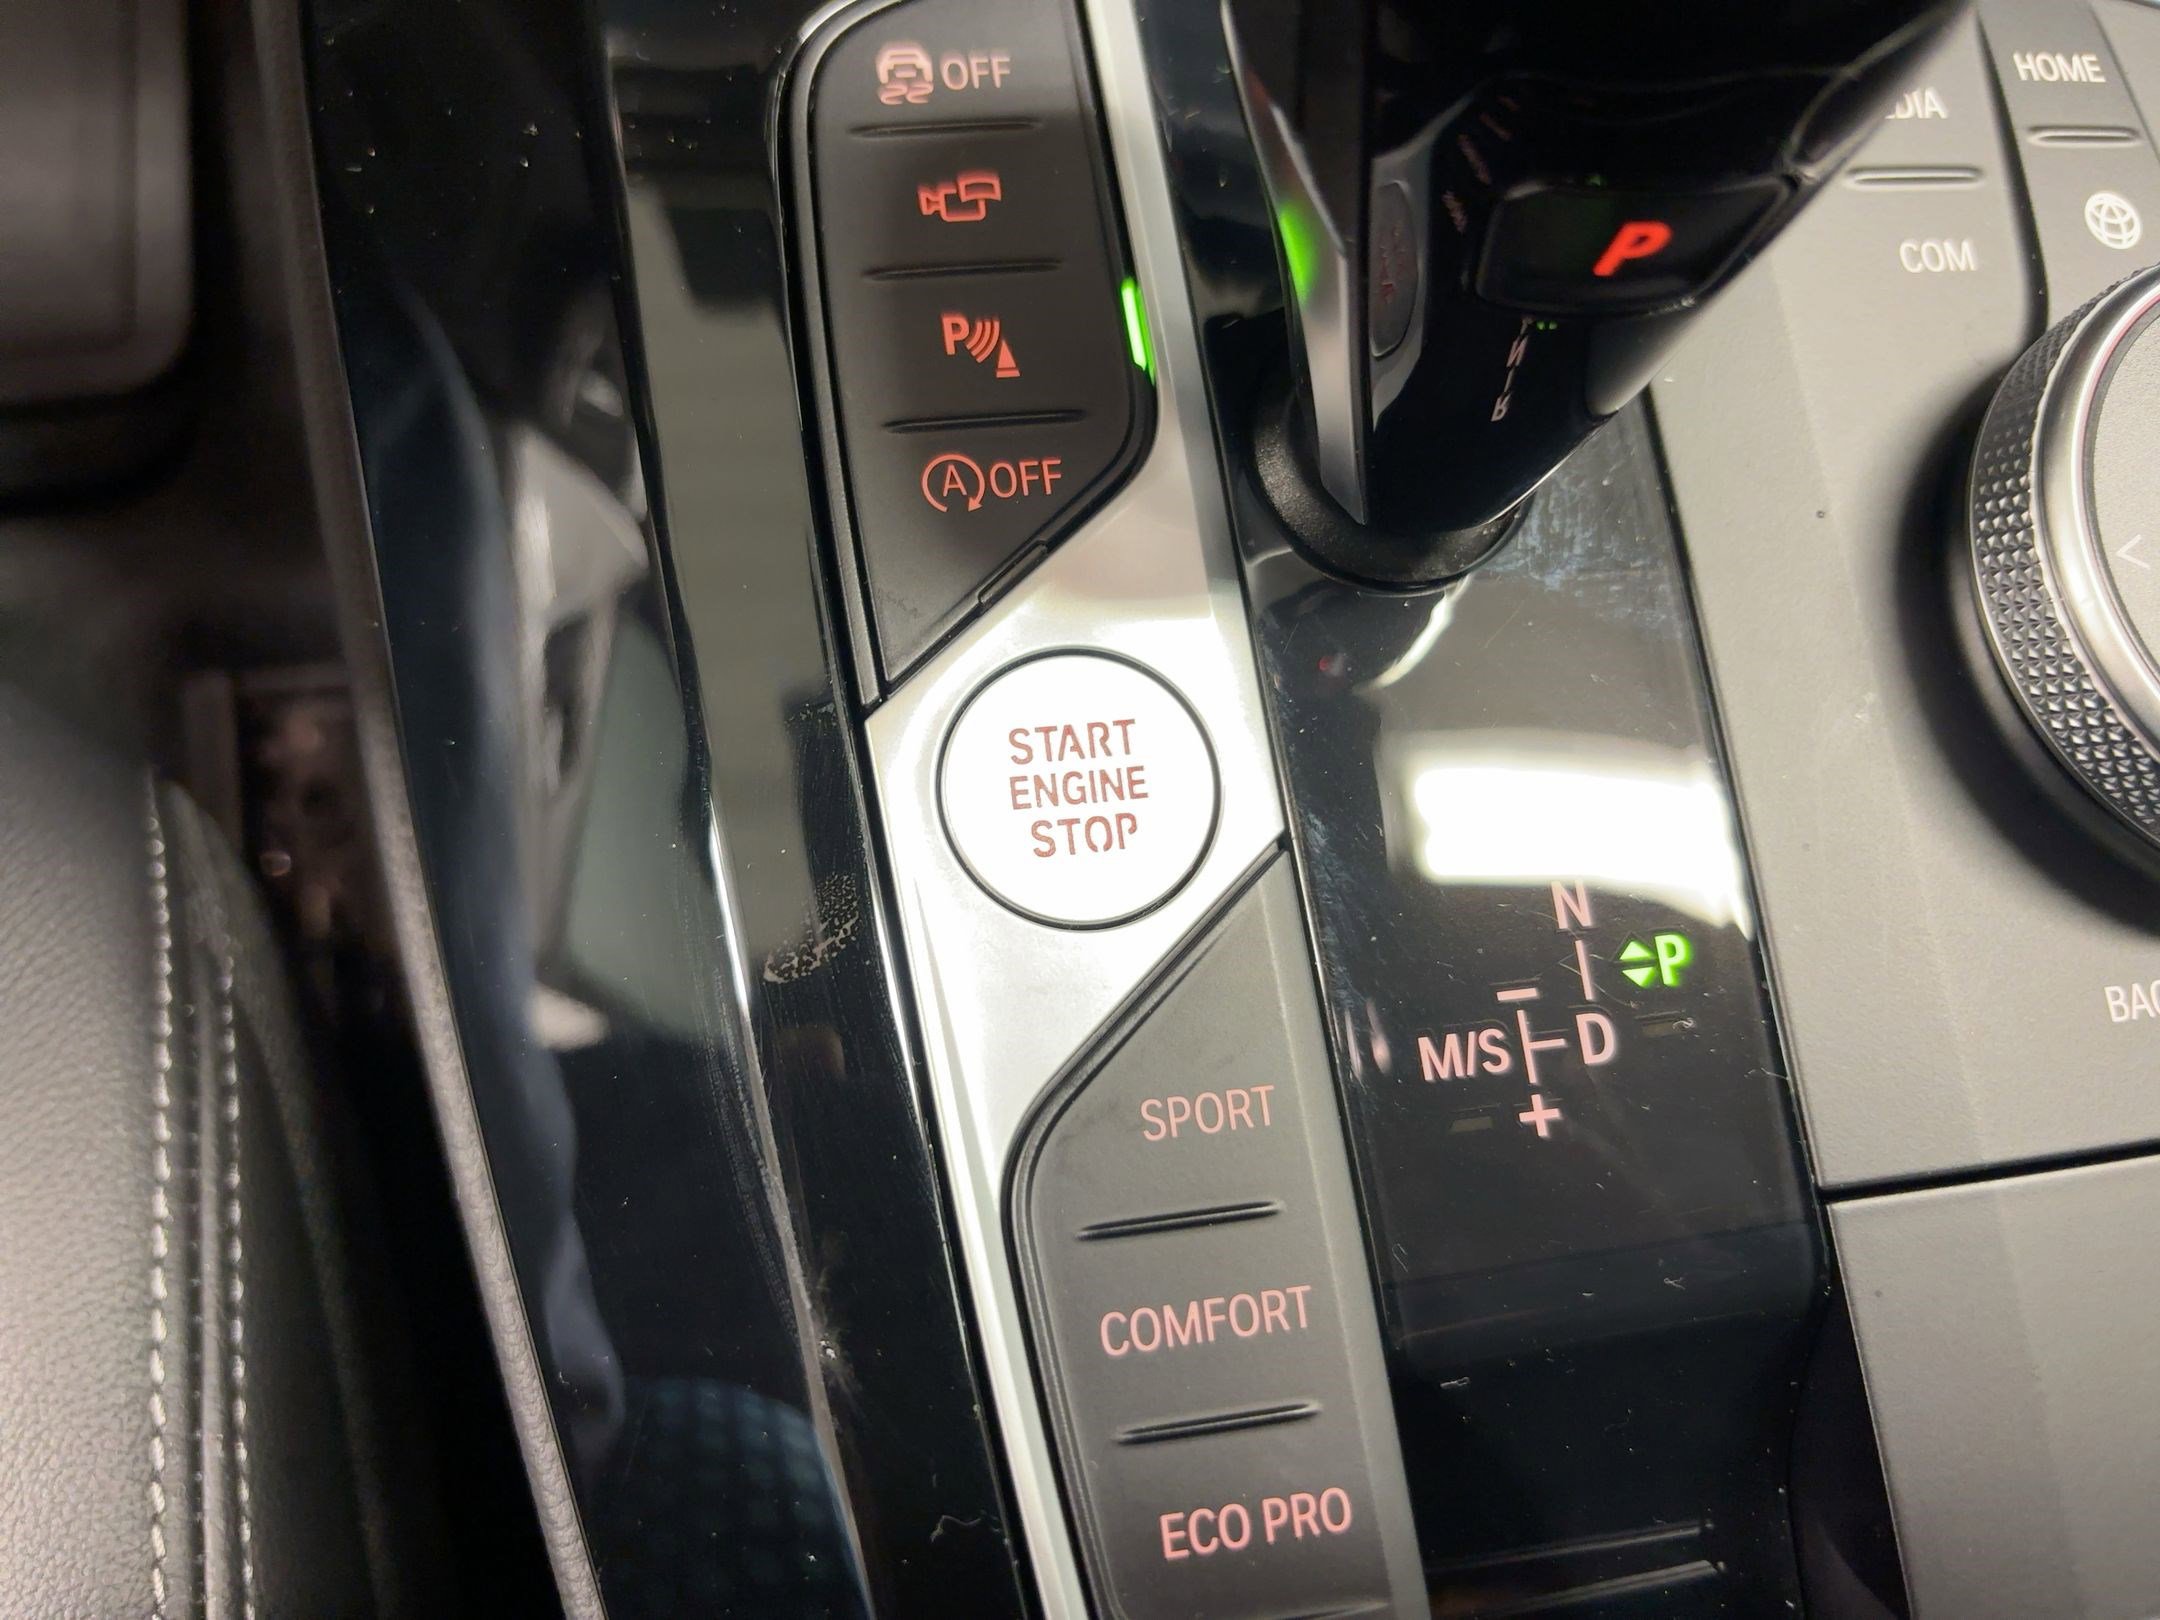 OFF
HOME
COM
P
P
A OFF
START
ENGINE
STOP
N
P
M/S D
+
SPORT
COMFORT
ECO PRO